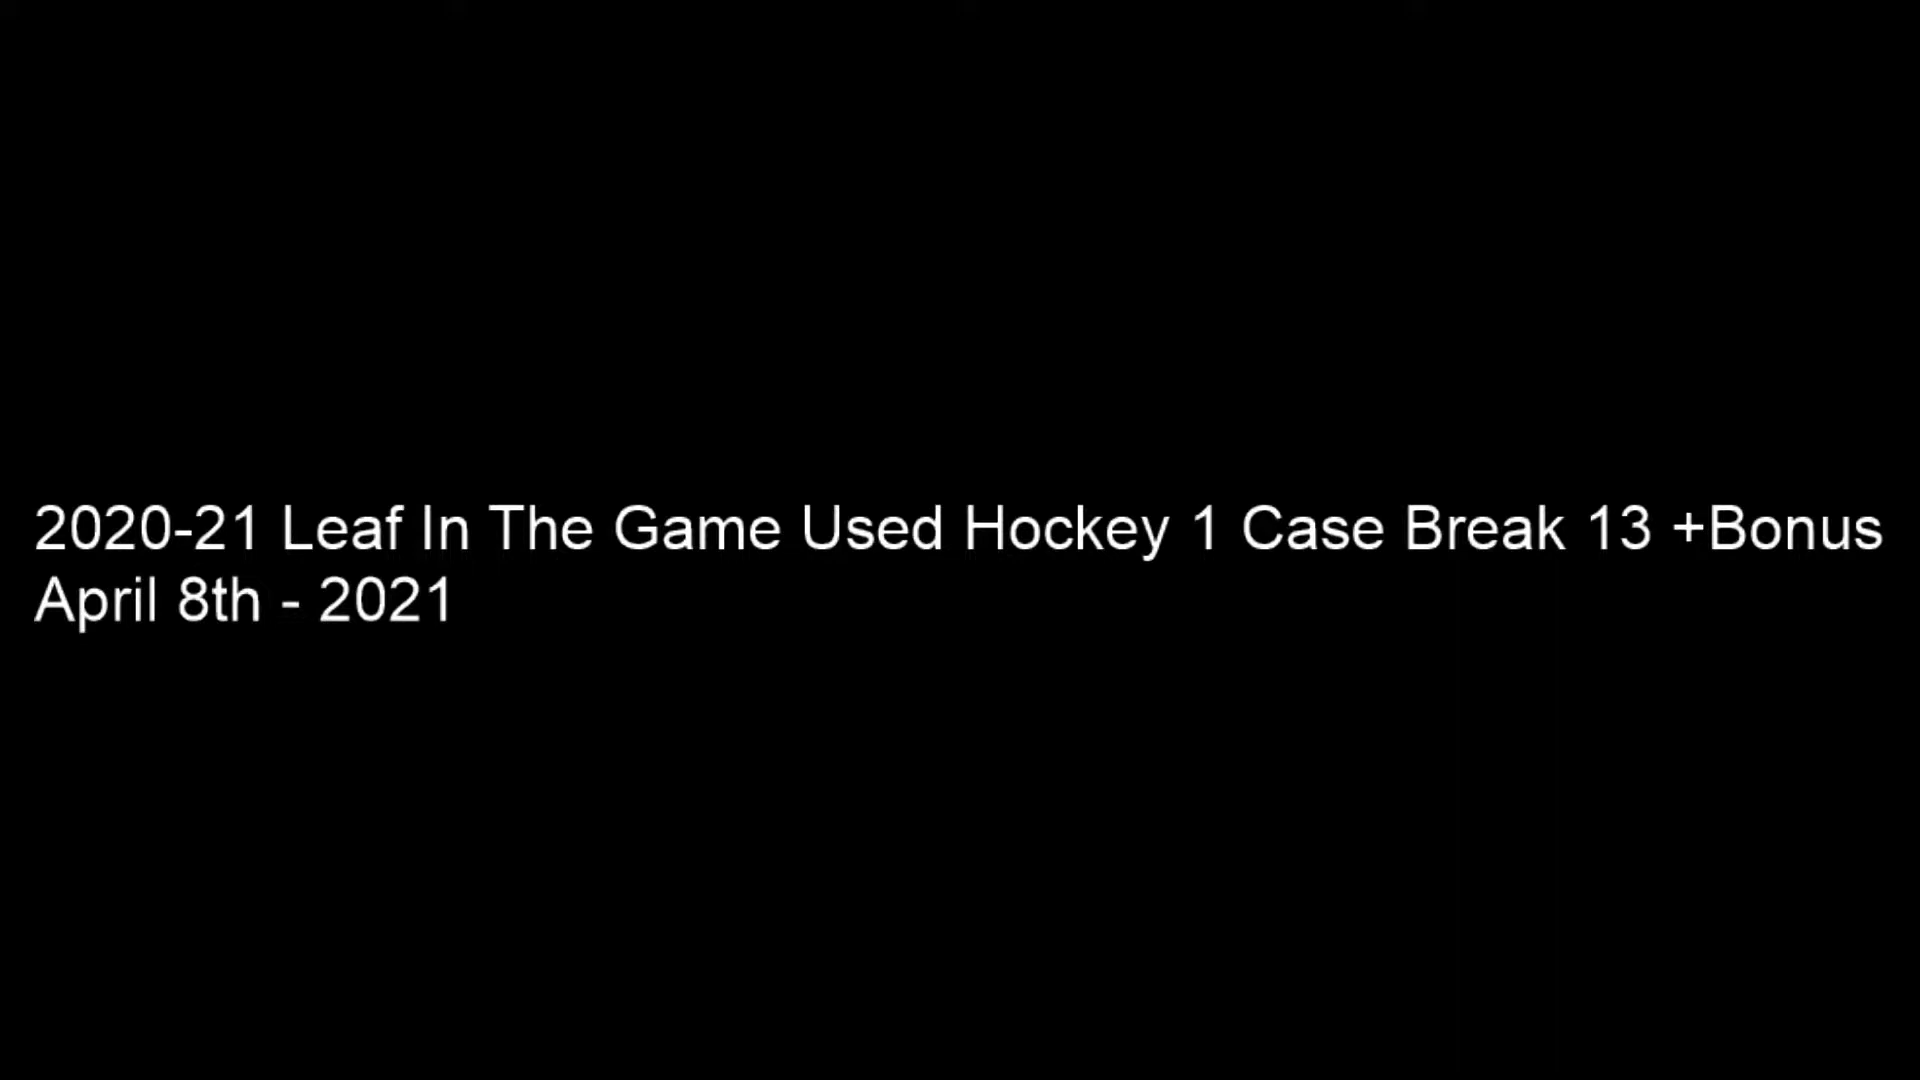 2020-21 Leaf In The Game Used Hockey 1 Case Break 13 +Bonus
April 8th - 2021